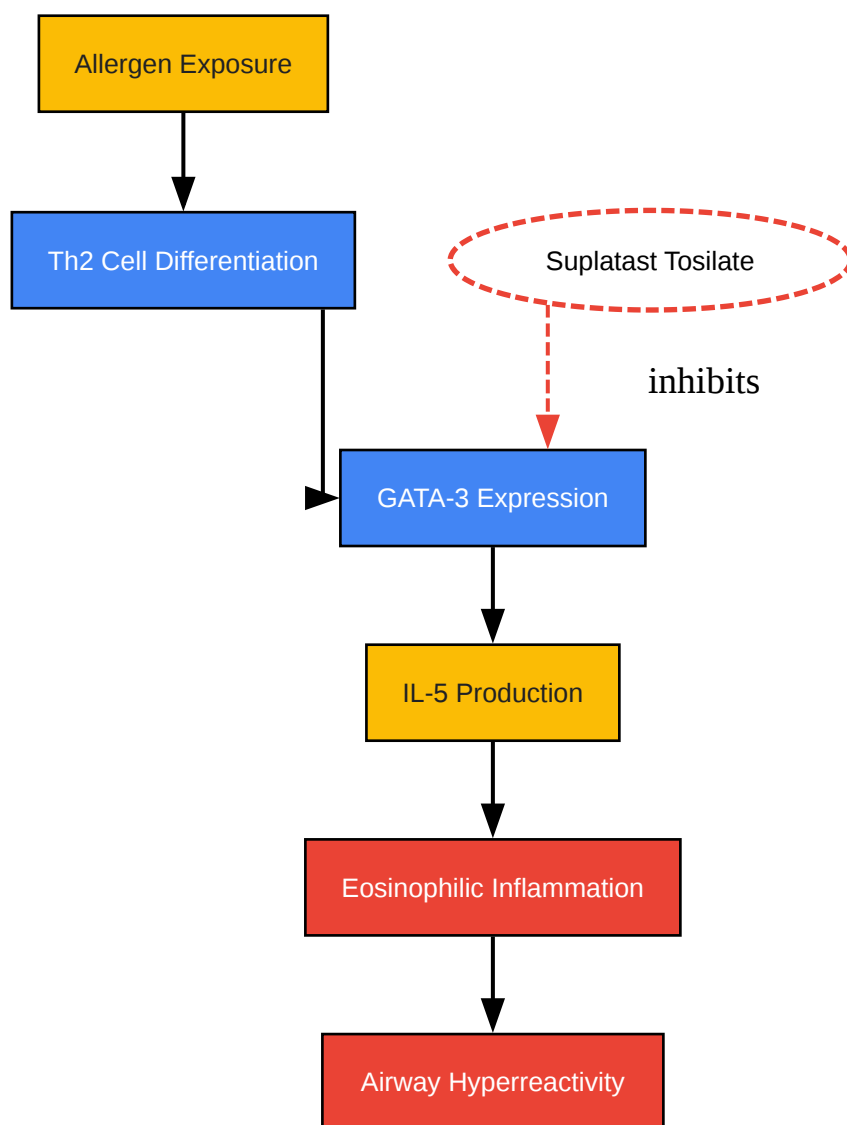 Allergen Exposure
Th2 Cell Differentiation
Suplatast Tosilate
inhibits
GATA-3 Expression
IL-5 Production
Eosinophilic Inflammation
Airway Hyperreactivity